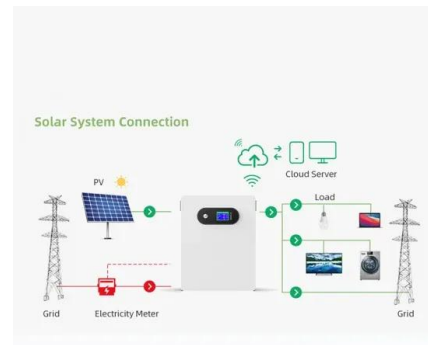 Solar System Connection
Cloud Server
PV
Load
Grid
Electricity Meter
Grid